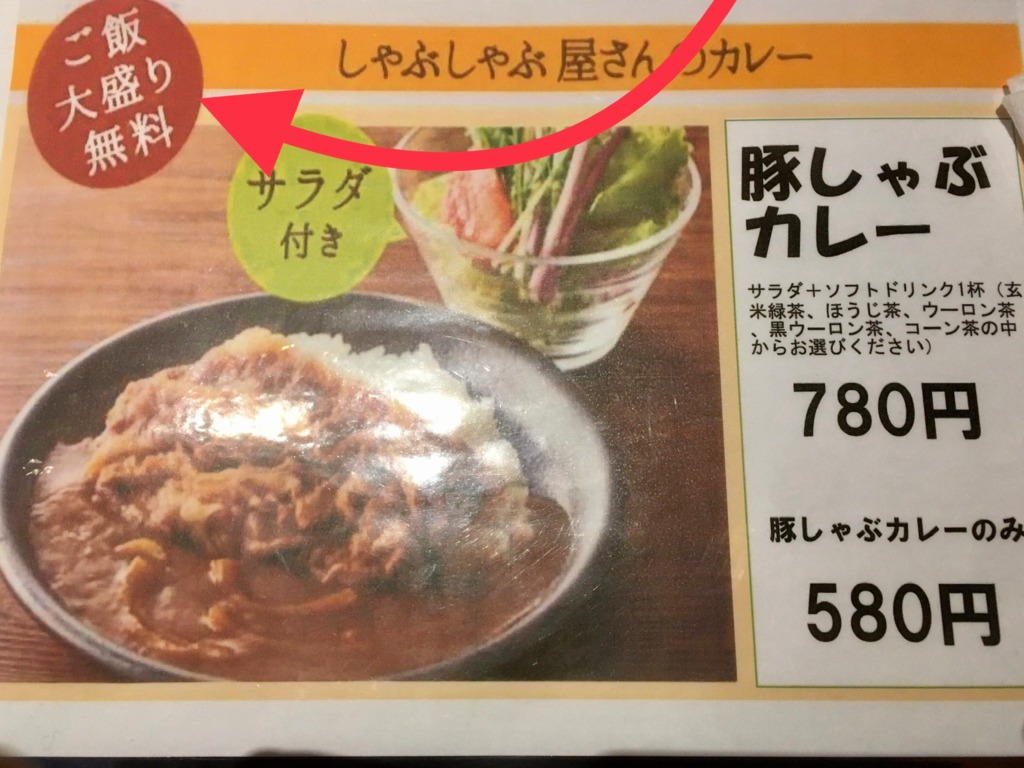 ご飯
大盛り
無料
しゃぶしゃぶ屋さんのカレー
サラダ
付き
豚しゃぶ
カレー
サラダ＋ソフトドリンク1杯（玄
米緑茶、ほうじ茶、ウーロン茶
、黒ウーロン茶、コーン茶の中
からお選びください）
780円
豚しゃぶカレーのみ
580円